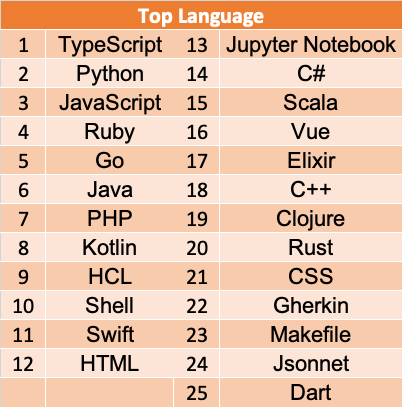 Top Language
1 TypeScript 13 Jupyter Notebook
2 Python 14 C#
3 JavaScript 15 Scala
4 Ruby 16 Vue
5 Go 17 Elixir
6 Java 18 C++
7 PHP 19 Clojure
8 Kotlin 20 Rust
9 HCL 21 CSS
10 Shell 22 Gherkin
11 Swift 23 Makefile
12 HTML 24 Jsonnet
25 Dart